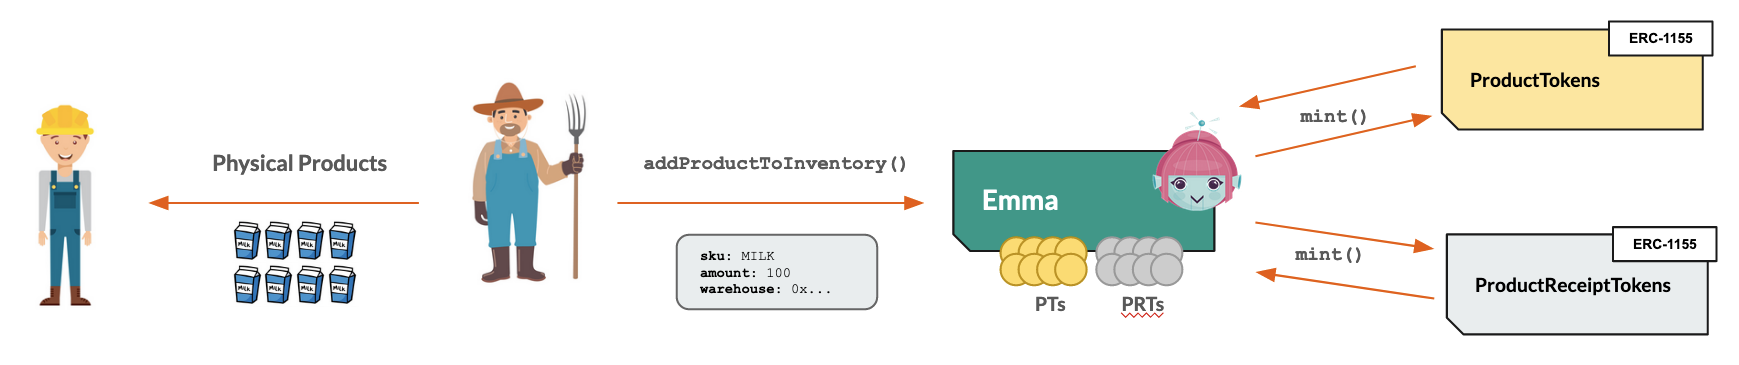 Physical Products
Milk Milk Milk Milk
Milk Milk Milk Milk
addProductToInventory()
sku: MILK
amount: 100
warehouse: 0x...
Emma
PTs
PRTs
mint()
mint()
ERC-1155
ProductTokens
ERC-1155
ProductReceiptTokens